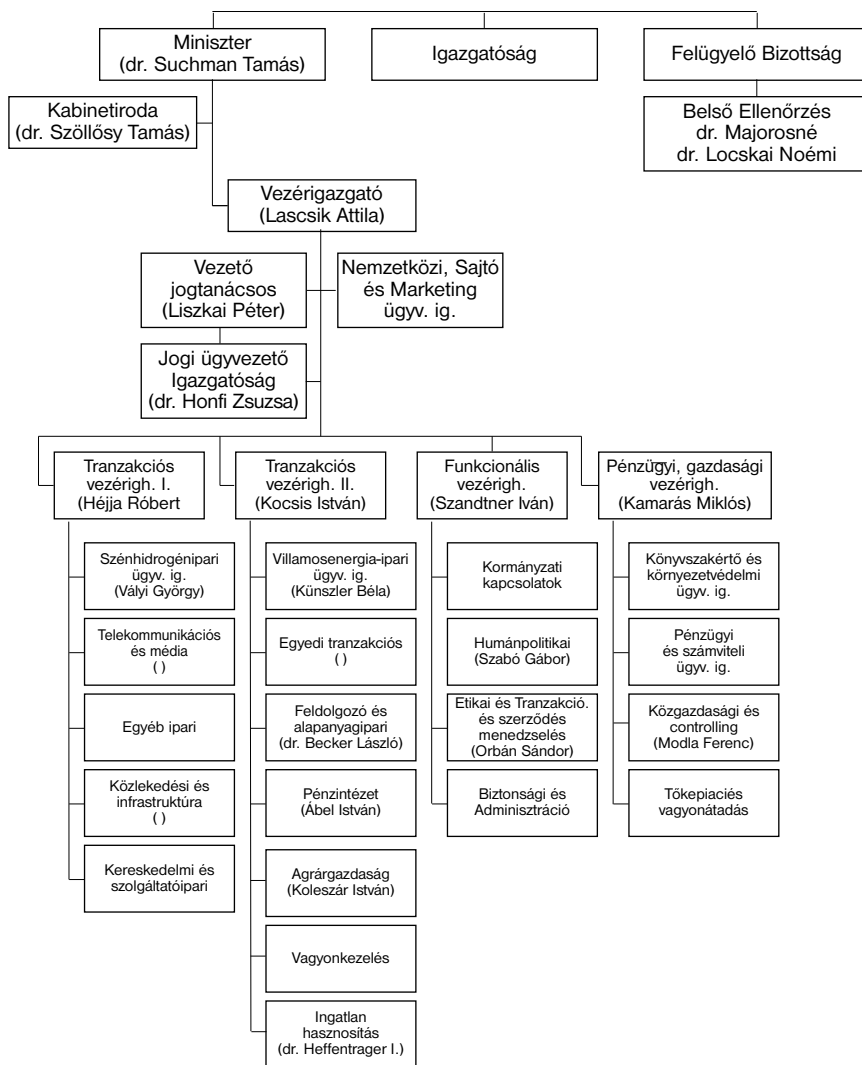 Miniszter
(dr. Suchman Tamás)
Igazgatóság
Felügyelő Bizottság
Kabinetiroda
(dr. Szöllősy Tamás)
Belső Ellenőrzés
dr. Majorosné
dr. Locskai Noémi
Vezérigazgató
(Lascsik Attila)
Vezető
jogtanácsos
(Liszkai Péter)
Nemzetközi, Sajtó
és Marketing
ügyv. ig.
Jogi ügyvezető
Igazgatóság
(dr. Honfi Zsuzsa)
Tranzakciós
vezérigh. I.
(Héjja Róbert
Tranzakciós
vezérigh. II.
(Kocsis István)
Funkcionális
vezérigh.
(Szandtner Iván)
Pénzügyi, gazdasági
vezérigh.
(Kamarás Miklós)
Szénhidrogénipari
ügyv. ig.
(Vályi György)
Telekommunikációs
és média
( )
Egyéb ipari
Közlekedési és
infrastruktúra
( )
Kereskedelmi és
szolgáltatóipari
Villamosenergia-ipari
ügyv. ig.
(Künszler Béla)
Egyedi tranzakciós
( )
Feldolgozó és
alapanyagipari
(dr. Becker László)
Pénzintézet
(Ábel István)
Agrárgazdaság
(Koleszár István)
Vagyonkezelés
Ingatlan
hasznosítás
(dr. Heffentrager I.)
Kormányzati
kapcsolatok
Humánpolitikai
(Szabó Gábor)
Etikai és Tranzakció.
és szerződés
menedzselés
(Orbán Sándor)
Biztonsági és
Adminisztráció
Könyvszakértő és
környezetvédelmi
ügyv. ig.
Pénzügyi
és számviteli
ügyv. ig.
Közgazdasági és
controlling
(Modla Ferenc)
Tőkepiaciés
vagyonátadás